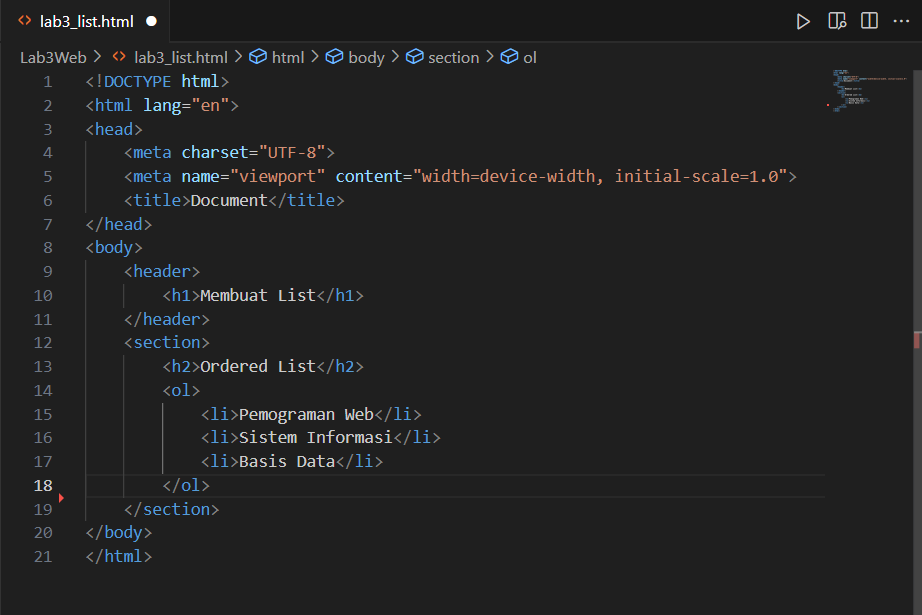 lab3_list.html
Lab3Web > lab3_list.html > html > body > section > ol
1 <!DOCTYPE html>
2 <html lang="en">
3 <head>
4     <meta charset="UTF-8">
5     <meta name="viewport" content="width=device-width, initial-scale=1.0">
6     <title>Document</title>
7 </head>
8 <body>
9     <header>
10         <h1>Membuat List</h1>
11     </header>
12     <section>
13         <h2>Ordered List</h2>
14         <ol>
15             <li>Pemograman Web</li>
16             <li>Sistem Informasi</li>
17             <li>Basis Data</li>
18         </ol>
19     </section>
20 </body>
21 </html>